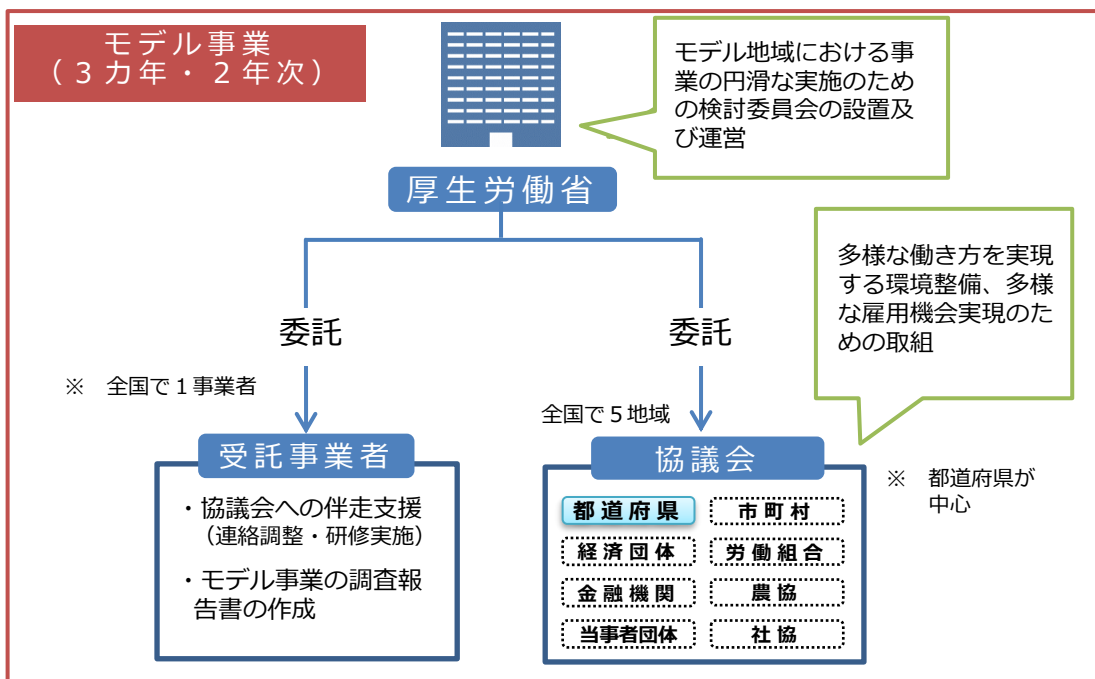 モデル事業
（３カ年・２年次）
モデル地域における事
業の円滑な実施のため
の検討委員会の設置及
び運営
厚生労働省
多様な働き方を実現
する環境整備、多様
な雇用機会実現のた
めの取組
委託
委託
※　全国で１事業者
全国で５地域
受託事業者
・協議会への伴走支援
（連絡調整・研修実施）
・モデル事業の調査報
告書の作成
協議会
※　都道府県が
中心
都道府県
市町村
経済団体
労働組合
金融機関
農協
当事者団体
社協